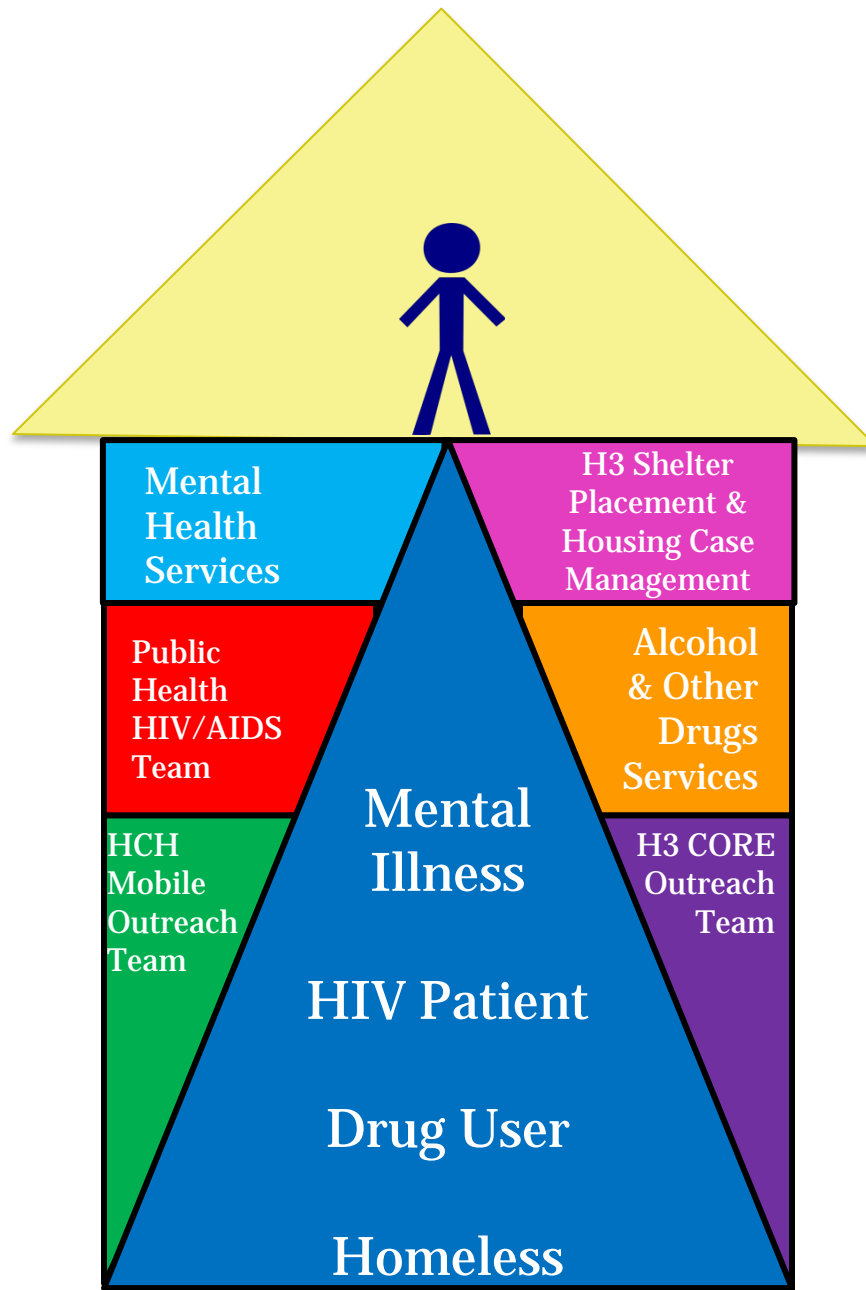 Mental
Health
Services
H3 Shelter
Placement &
Housing Case
Management
Public
Health
HIV/AIDS
Team
Alcohol
& Other
Drugs
Services
HCH
Mobile
Outreach
Team
H3 CORE
Outreach
Team
Mental
Illness
HIV Patient
Drug User
Homeless